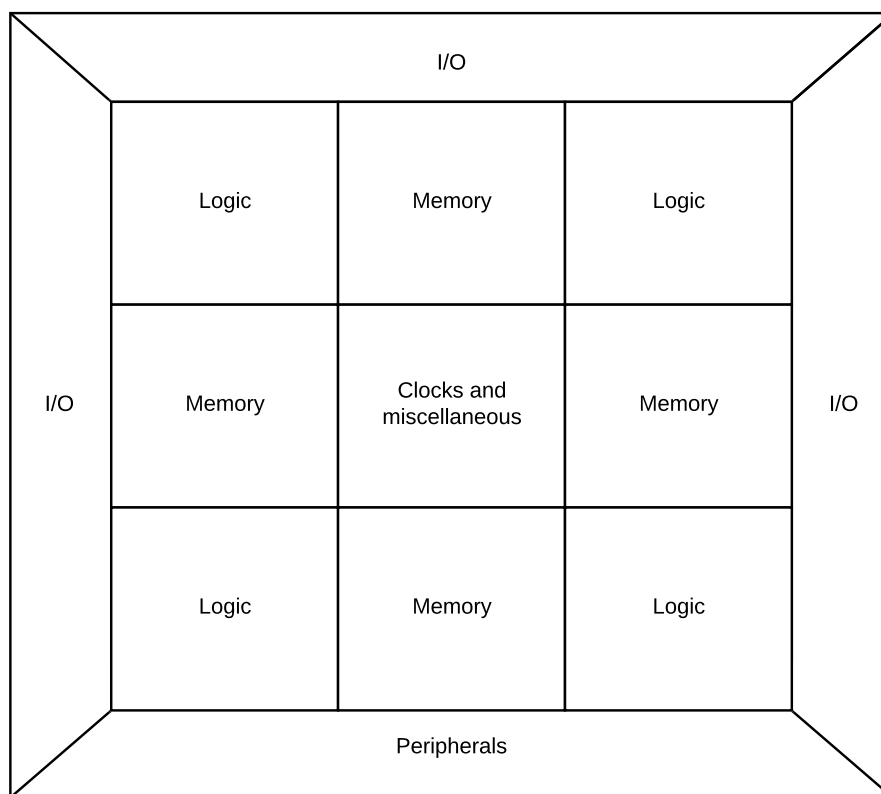 I/O
Logic
Memory
Logic
I/O
Memory
Clocks and
miscellaneous
Memory
I/O
Logic
Memory
Logic
Peripherals